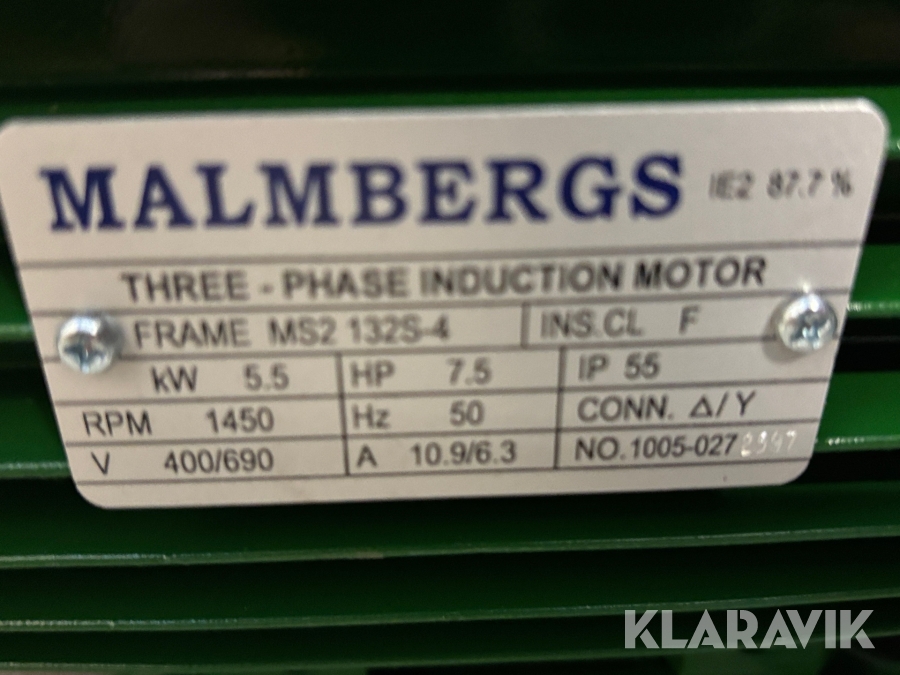 MALMBERGS IE2 87.7 %
THREE - PHASE INDUCTION MOTOR
FRAME MS2 132S-4 INS.CL F
kW 5.5 HP 7.5 IP 55
RPM 1450 Hz 50 CONN. Δ/Y
V 400/690 A 10.9/6.3 NO.1005-027
KLARAVIK